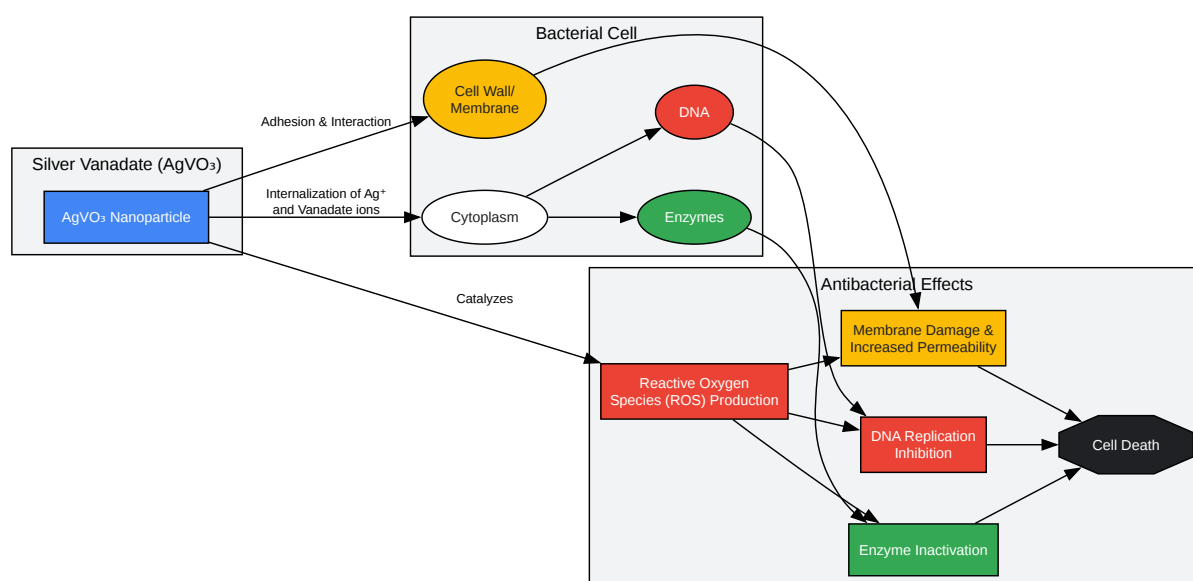 Bacterial Cell
Cell Wall/
Membrane
DNA
Adhesion & Interaction
Silver Vanadate (AgVO₃)
AgVO₃ Nanoparticle
Internalization of Ag⁺
and Vanadate ions
Cytoplasm
Enzymes
Catalyzes
Antibacterial Effects
Membrane Damage &
Increased Permeability
Reactive Oxygen
Species (ROS) Production
DNA Replication
Inhibition
Cell Death
Enzyme Inactivation